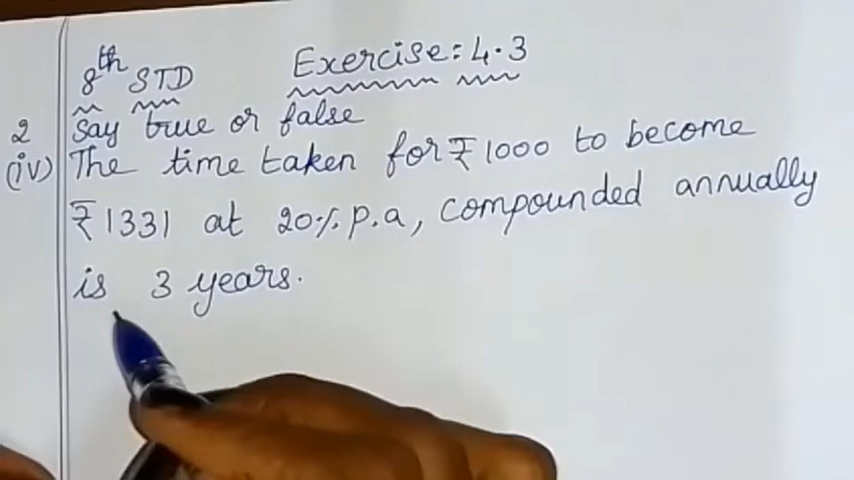 8th STD Exercise: 4.3
2 Say true or false
(iv) The time taken for ₹1000 to become
₹1331 at 20% p.a, compounded annually
is 3 years.